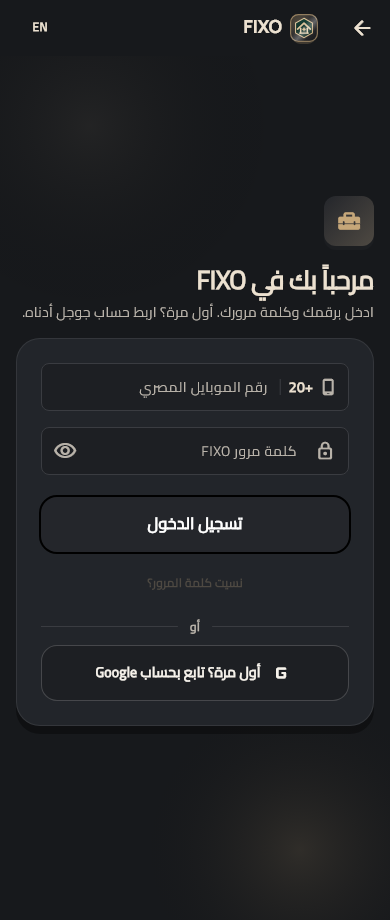 FIXO
EN
مرحباً بك في FIXO
ادخل برقمك وكلمة مرورك. أول مرة؟ اربط حساب جوجل أدناه.
20+ رقم الموبايل المصري
كلمة مرور FIXO
تسجيل الدخول
نسيت كلمة المرور؟
أو
G أول مرة؟ تابع بحساب Google